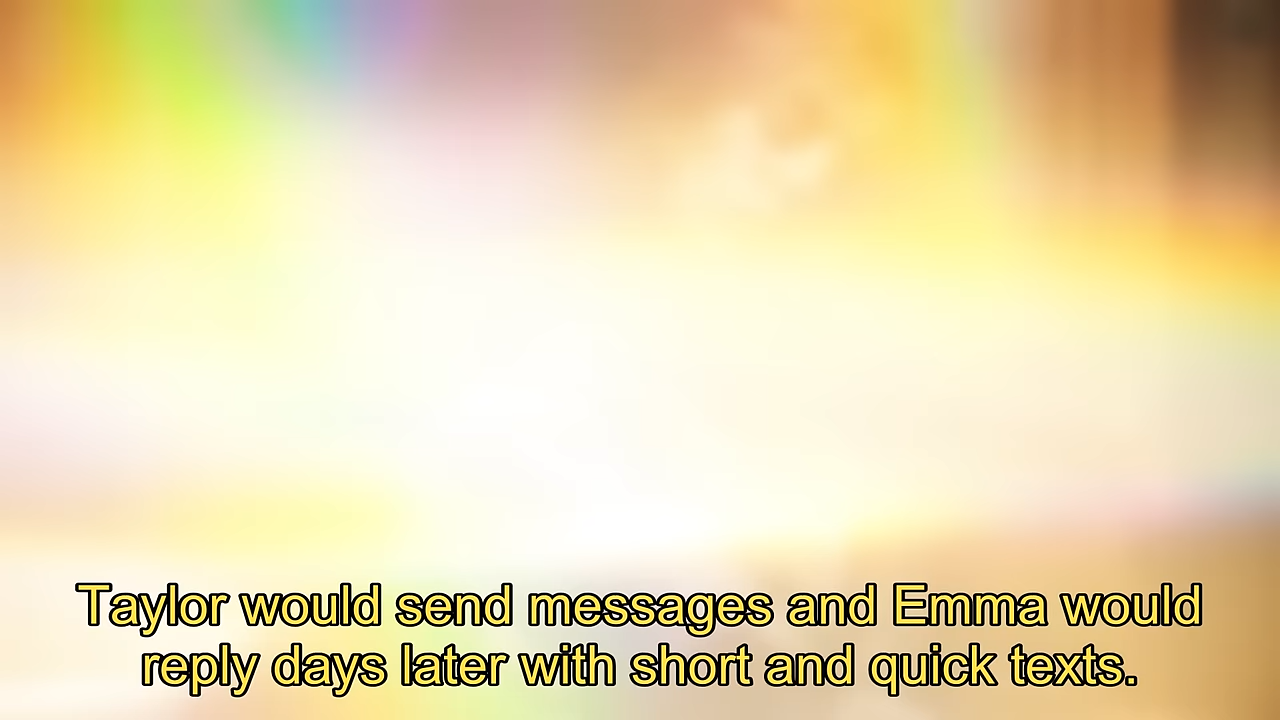 Taylor would send messages and Emma would
reply days later with short and quick texts.